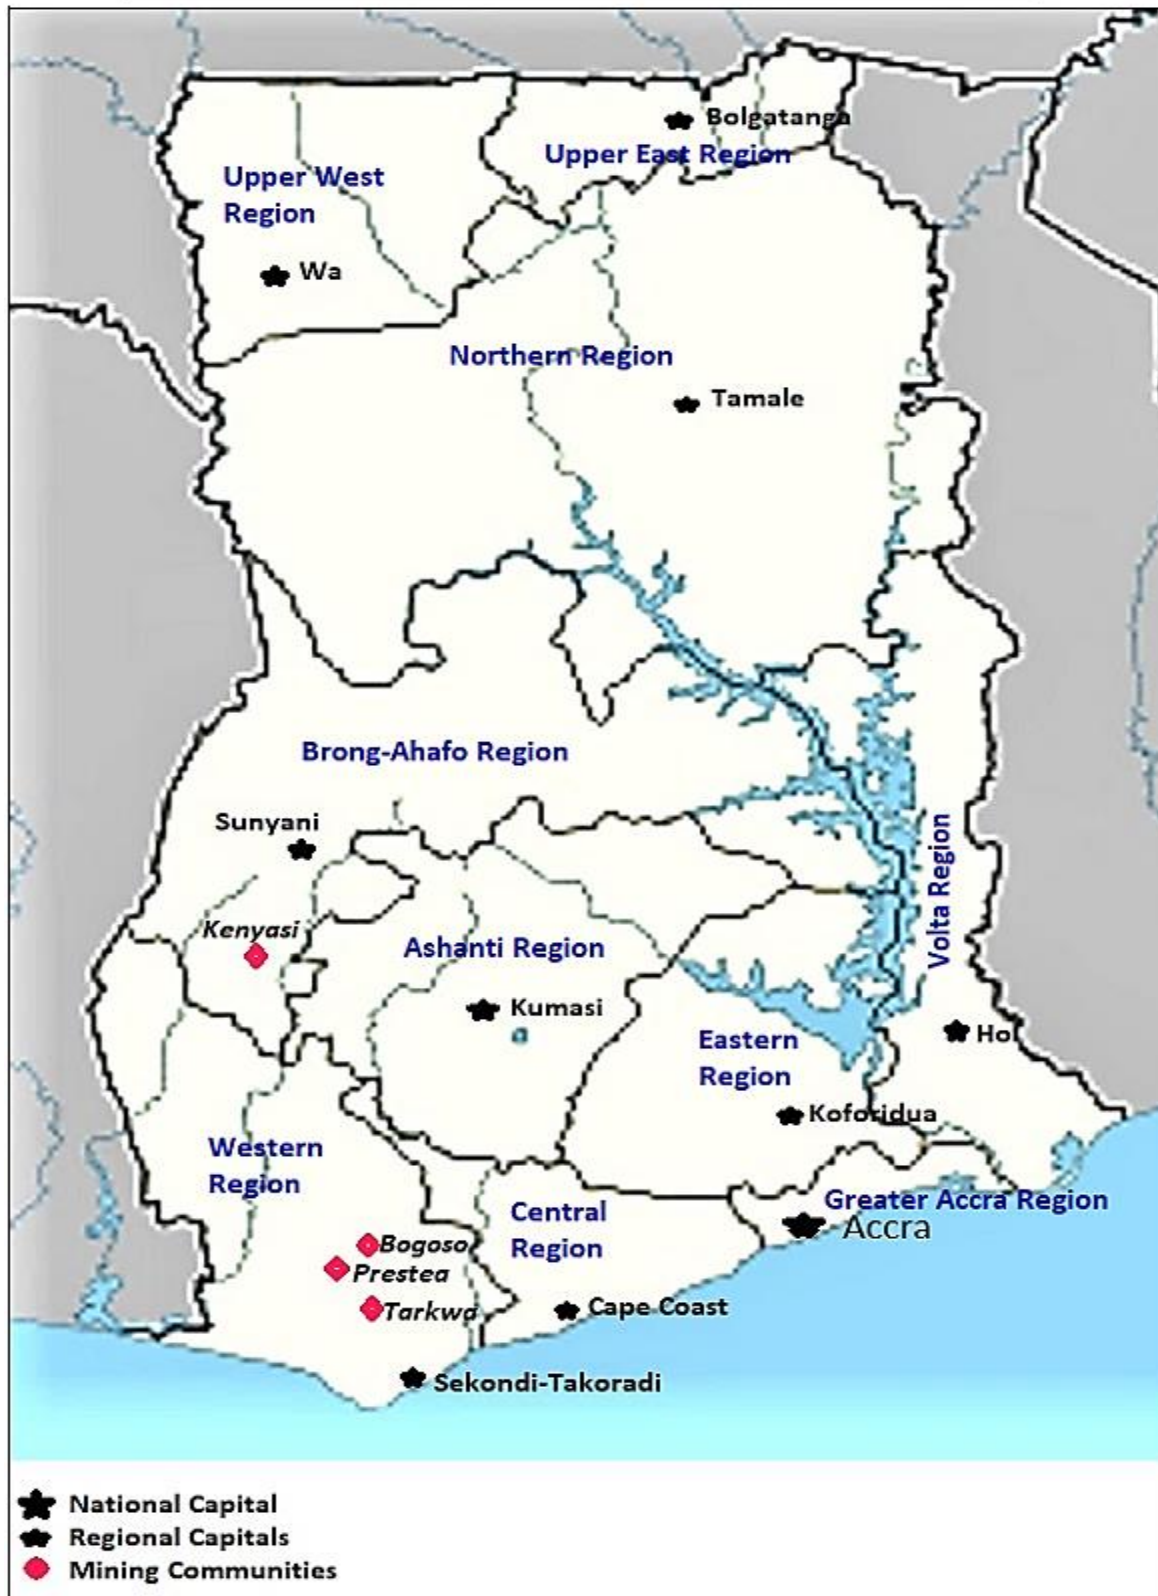 Bolgatanga
Upper East Region
Upper West
Region
Wa
Northern Region
Tamale
Brong-Ahafo Region
Sunyani
Volta Region
Kenyasi
Ashanti Region
Kumasi
Ho
Eastern
Region
Koforidua
Western
Region
Greater Accra Region
Accra
Central
Region
Bogoso
Prestea
Tarkwa
Cape Coast
Sekondi-Takoradi
National Capital
Regional Capitals
Mining Communities